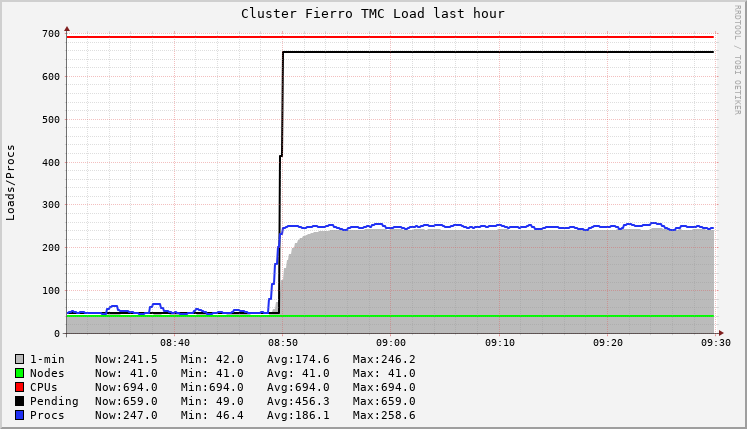 Cluster Fierro TMC Load last hour
RRDTOOL / TOBI OETIKER
Loads/Procs
700
600
500
400
300
200
100
0
08:40 08:50 09:00 09:10 09:20 09:30
1-min Now:241.5 Min: 42.0 Avg:174.6 Max:246.2
Nodes Now: 41.0 Min: 41.0 Avg: 41.0 Max: 41.0
CPUs Now:694.0 Min:694.0 Avg:694.0 Max:694.0
Pending Now:659.0 Min: 49.0 Avg:456.3 Max:659.0
Procs Now:247.0 Min: 46.4 Avg:186.1 Max:258.6